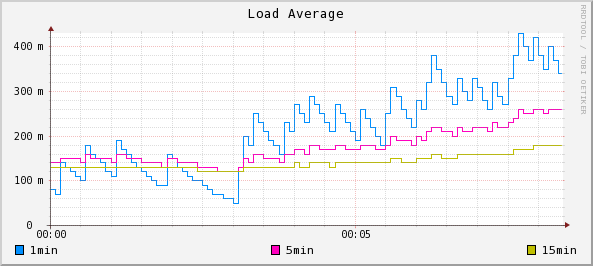 Load Average
RRDTOOL / TOBI OETIKER
400 m
300 m
200 m
100 m
0
00:00 00:05
1min 5min 15min